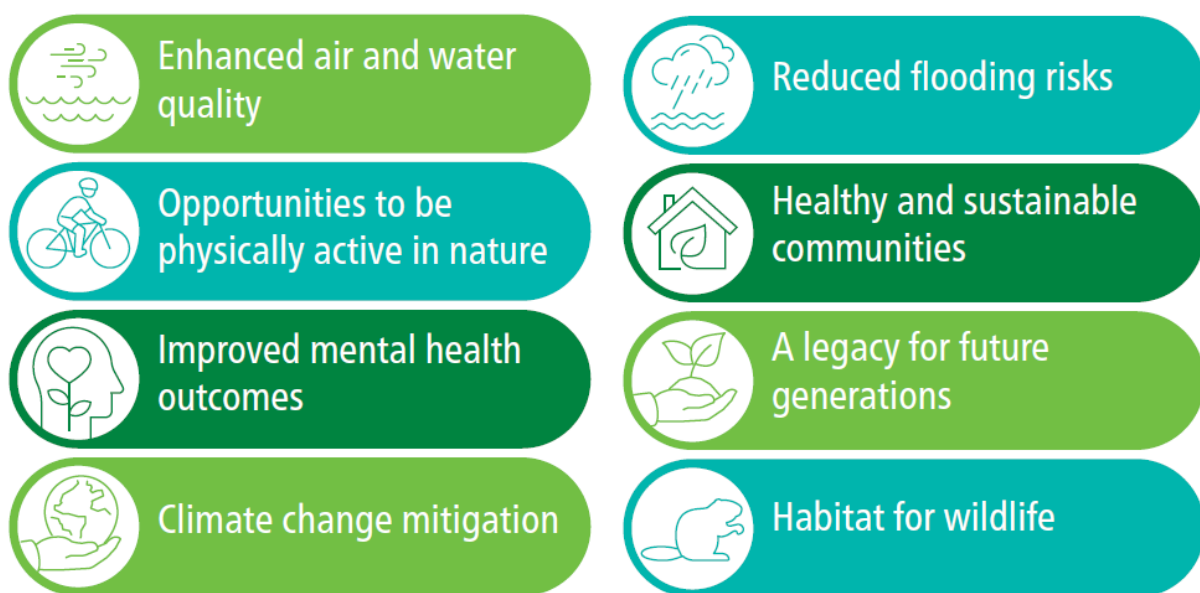 Enhanced air and water
quality
Reduced flooding risks
Opportunities to be
physically active in nature
Healthy and sustainable
communities
Improved mental health
outcomes
A legacy for future
generations
Climate change mitigation
Habitat for wildlife